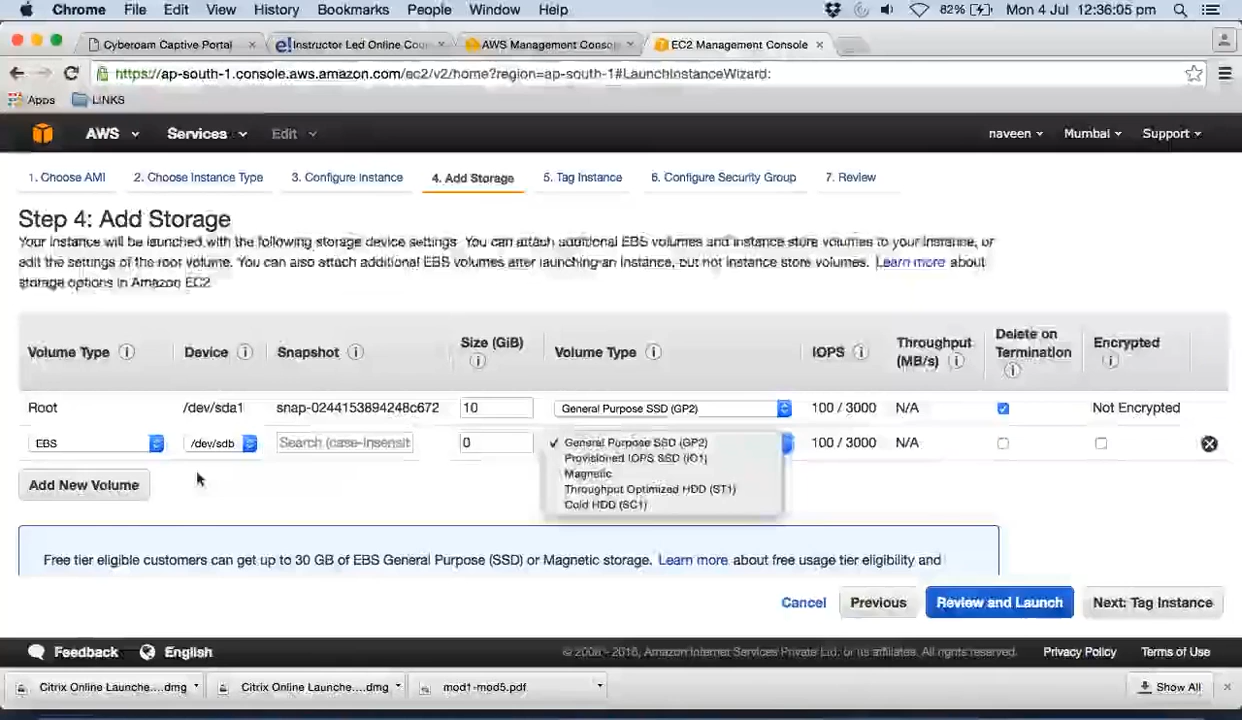 Chrome File Edit View History Bookmarks People Window Help 82% Mon 4 Jul 12:36:05 pm
Cyberoam Captive Portal × e! Instructor Led Online Cou × AWS Management Conso × EC2 Management Console ×
https://ap-south-1.console.aws.amazon.com/ec2/v2/home?region=ap-south-1#LaunchInstanceWizard:
Apps LINKS
AWS Services Edit naveen Mumbai Support
1. Choose AMI 2. Choose Instance Type 3. Configure Instance 4. Add Storage 5. Tag Instance 6. Configure Security Group 7. Review
Step 4: Add Storage
Your instance will be launched with the following storage device settings. You can attach additional EBS volumes and instance store volumes to your instance, or
edit the settings of the root volume. You can also attach additional EBS volumes after launching an instance, but not instance store volumes. Learn more about
storage options in Amazon EC2
Volume Type i Device i Snapshot i Size (GiB) i Volume Type i IOPS i Throughput (MB/s) i Delete on Termination i Encrypted i
Root /dev/sda1 snap-0244153894248c672 10 General Purpose SSD (GP2) 100 / 3000 N/A Not Encrypted
EBS /dev/sdb Search (case-insensit 0 ✓ General Purpose SSD (GP2) 100 / 3000 N/A
Provisioned IOPS SSD (IO1)
Magnetic
Throughput Optimized HDD (ST1)
Cold HDD (SC1)
Add New Volume
Free tier eligible customers can get up to 30 GB of EBS General Purpose (SSD) or Magnetic storage. Learn more about free usage tier eligibility and
Cancel Previous Review and Launch Next: Tag Instance
Feedback English © 2008 - 2016, Amazon Internet Services Private Ltd. or its affiliates. All rights reserved. Privacy Policy Terms of Use
Citrix Online Launche....dmg Citrix Online Launche....dmg mod1-mod5.pdf Show All ×